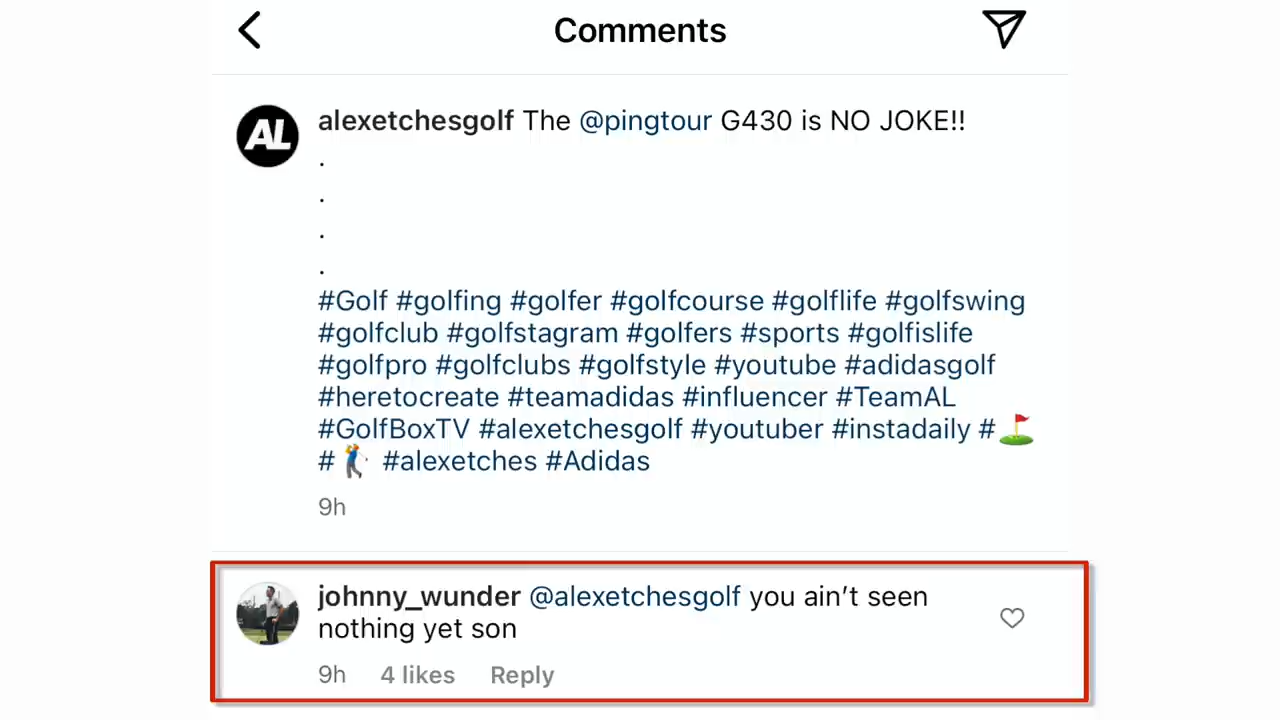 Comments
AL
alexetchesgolf The @pingtour G430 is NO JOKE!!
.
.
.
.
#Golf #golfing #golfer #golfcourse #golflife #golfswing
#golfclub #golfstagram #golfers #sports #golfislife
#golfpro #golfclubs #golfstyle #youtube #adidasgolf
#heretocreate #teamadidas #influencer #TeamAL
#GolfBoxTV #alexetchesgolf #youtuber #instadaily #⛳
#🏌 #alexetches #Adidas
9h
johnny_wunder @alexetchesgolf you ain’t seen
nothing yet son
9h 4 likes Reply